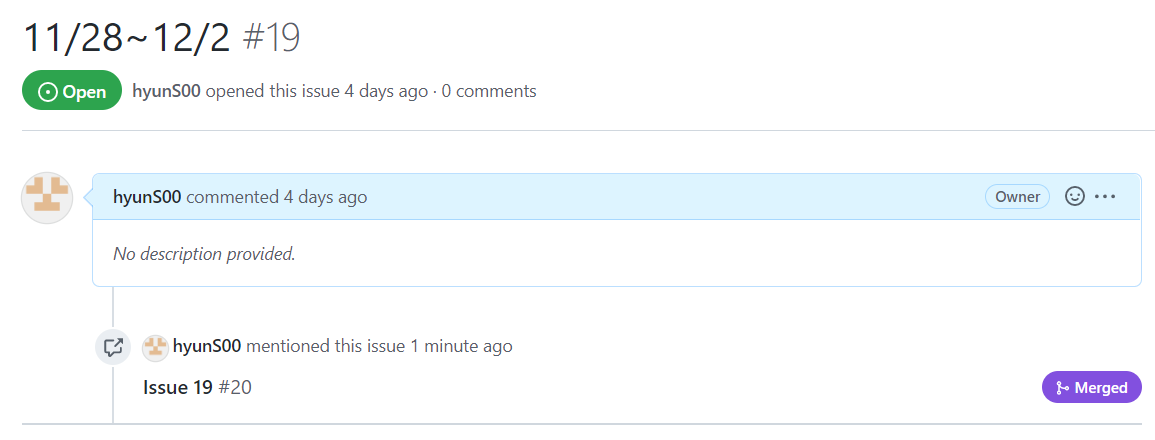 11/28~12/2 #19
Open hyunS00 opened this issue 4 days ago · 0 comments
hyunS00 commented 4 days ago Owner
No description provided.
hyunS00 mentioned this issue 1 minute ago
Issue 19 #20 Merged